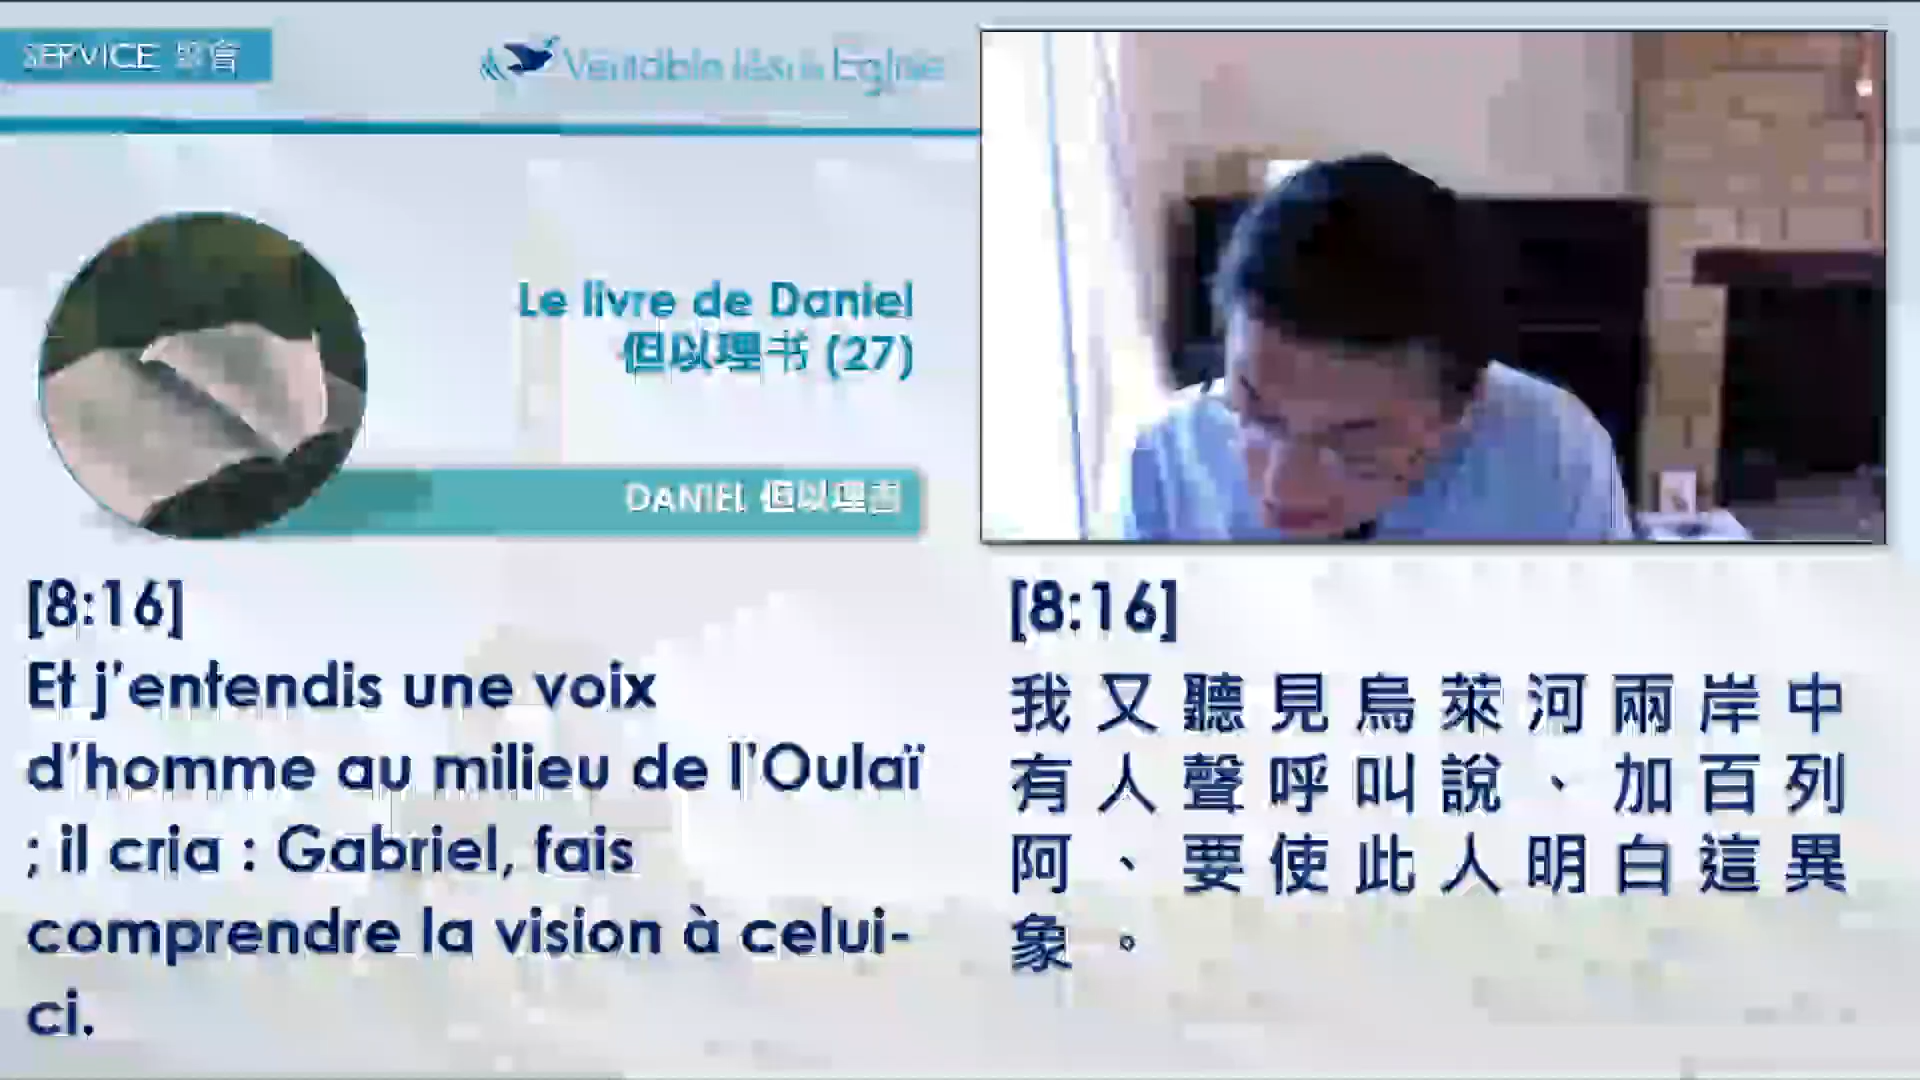 SERVICE
Le livre de Daniel
但以理书 (27)
DANIEL 但以理書
[8:16]
Et j'entendis une voix
d'homme au milieu de l'Oulaï
; il cria : Gabriel, fais
comprendre la vision à celui-
ci.
[8:16]
我又聽見烏萊河兩岸中
有人聲呼叫說、加百列
阿、要使此人明白這異
象。